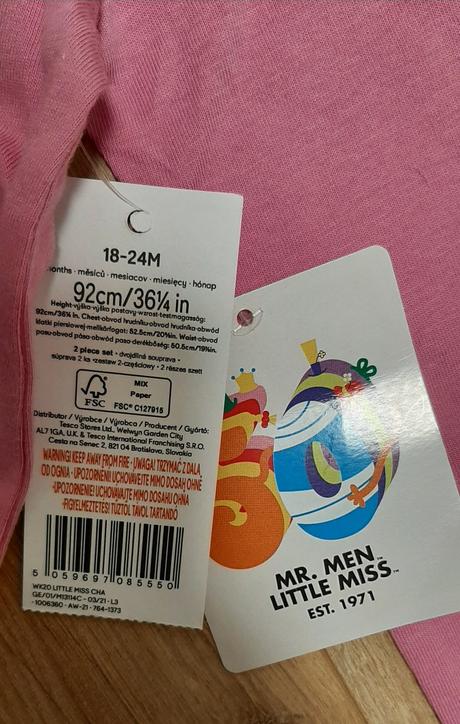 18-24M
months · měsíců · mesiacov · miesięcy · hónap
92cm/36¼ in
Height-výška-výška postavy-wzrost-testmagasság:
92cm/36¼ in. Chest-obvod hrudníku-obvod hrudníka-obwód
klatki piersiowej-mellkörfogat: 52.5cm/20¾in. Waist-obvod
pasu-obvod pása-obwód pasa-derékbőség: 50.5cm/19¾in.
2 piece set • dvojdílná souprava •
súprava 2 ks •zestaw 2-częściowy • 2 részes szett
FSC
MIX
Paper
FSC® C127915
Distributor / Výrobce / Výrobca / Producent / Gyártó:
Tesco Stores Ltd., Welwyn Garden City
AL7 1GA, U.K. & Tesco International Franchising S.R.O.
Cesta na Senec 2, 821 04 Bratislava, Slovakia
WARNING! KEEP AWAY FROM FIRE • UWAGA! TRZYMAĆ Z DALA
OD OGNIA • UPOZORNĚNÍ! UCHOVÁVEJTE MIMO DOSAH OHNĚ
•UPOZORNENIE! UCHOVÁVAJTE MIMO DOSAHU OHŇA
•FIGYELMEZTETÉS! TŰZTŐL TÁVOL TARTANDÓ
5 059697 085550
WK20 LITTLE MISS CHA
GE/01/M13114C - 03/21 - L3
-1006360 - AW-21 -764-1373
MR. MEN™
LITTLE MISS™
EST. 1971